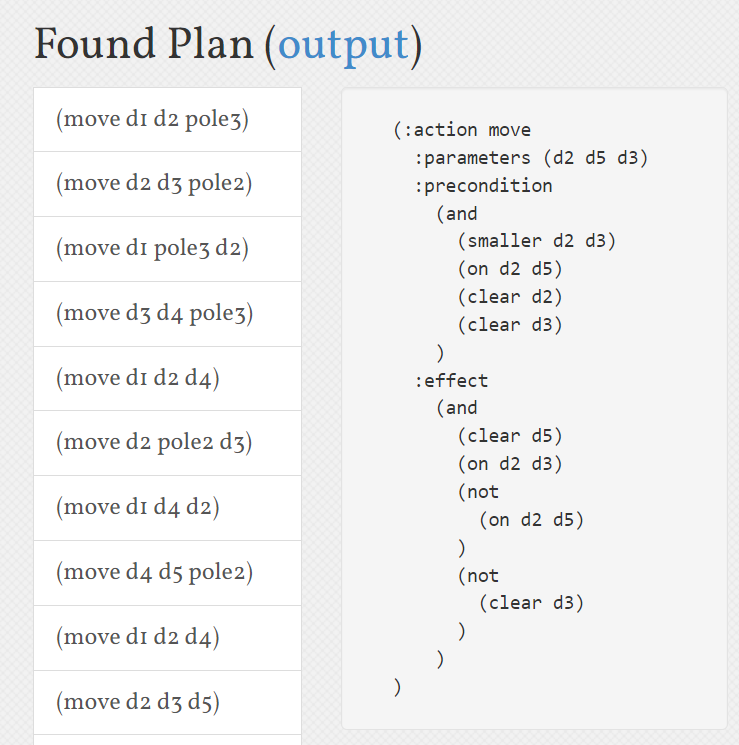 Found Plan (output)
(move d1 d2 pole3)
(move d2 d3 pole2)
(move d1 pole3 d2)
(move d3 d4 pole3)
(move d1 d2 d4)
(move d2 pole2 d3)
(move d1 d4 d2)
(move d4 d5 pole2)
(move d1 d2 d4)
(move d2 d3 d5)
(:action move
  :parameters (d2 d5 d3)
  :precondition
    (and
      (smaller d2 d3)
      (on d2 d5)
      (clear d2)
      (clear d3)
    )
  :effect
    (and
      (clear d5)
      (on d2 d3)
      (not
        (on d2 d5)
      )
      (not
        (clear d3)
      )
    )
)